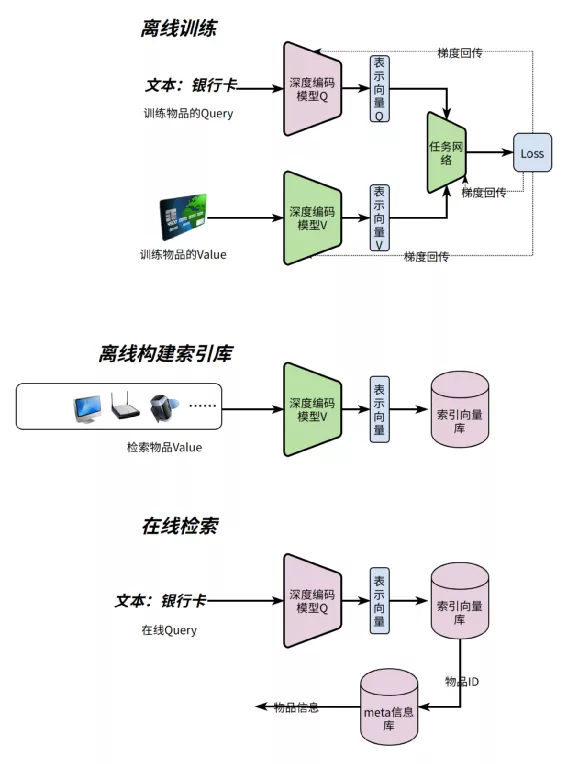 离线训练
梯度回传
文本：银行卡
训练物品的Query
深度编码
模型Q
表
示
向
量
Q
任务网
络
Loss
梯度回传
训练物品的Value
深度编码
模型V
表
示
向
量
V
梯度回传
离线构建索引库
......
检索物品Value
深度编码
模型V
表
示
向
量
索引向量
库
在线检索
文本：银行卡
在线Query
深度编码
模型Q
表
示
向
量
索引向量
库
物品ID
物品信息
meta信息
库